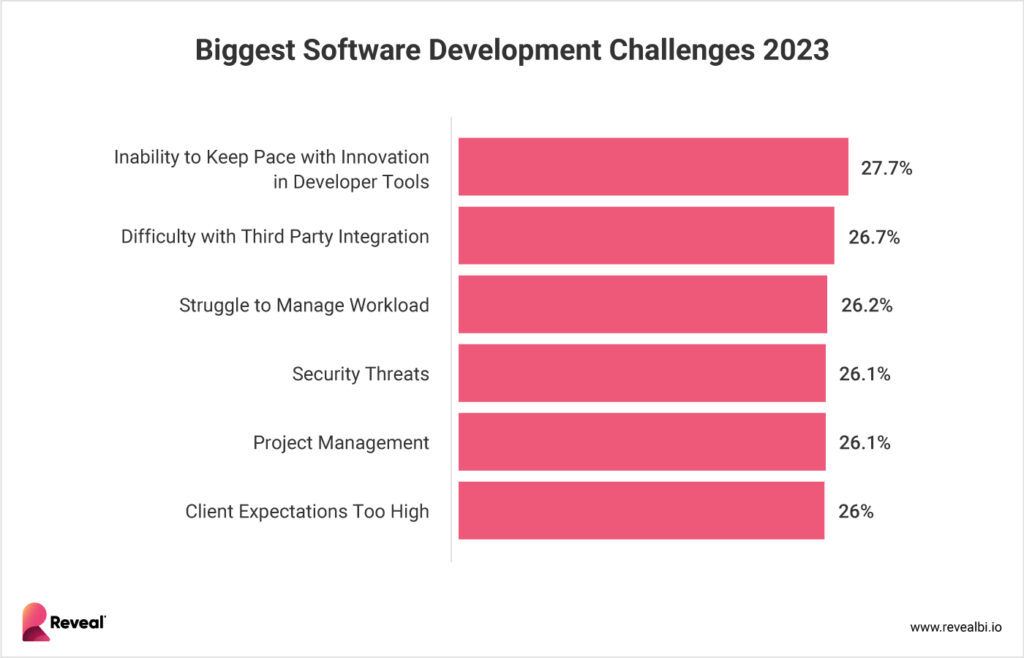 Biggest Software Development Challenges 2023
Inability to Keep Pace with Innovation
in Developer Tools
27.7%
Difficulty with Third Party Integration
26.7%
Struggle to Manage Workload
26.2%
Security Threats
26.1%
Project Management
26.1%
Client Expectations Too High
26%
Reveal
www.revealbi.io